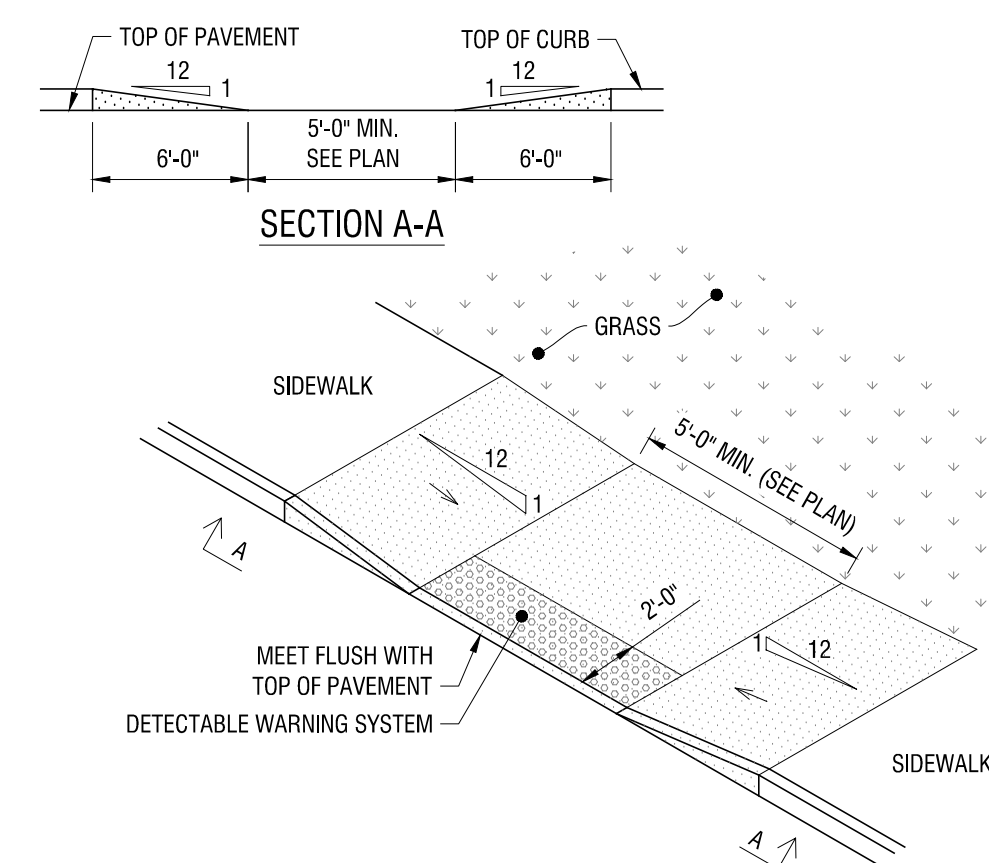 TOP OF PAVEMENT
TOP OF CURB
12
1
1
12
5'-0" MIN.
SEE PLAN
6'-0"
6'-0"
SECTION A-A
GRASS
SIDEWALK
5'-0" MIN. (SEE PLAN)
12
1
A
2'-0"
1
12
MEET FLUSH WITH
TOP OF PAVEMENT
DETECTABLE WARNING SYSTEM
SIDEWALK
A